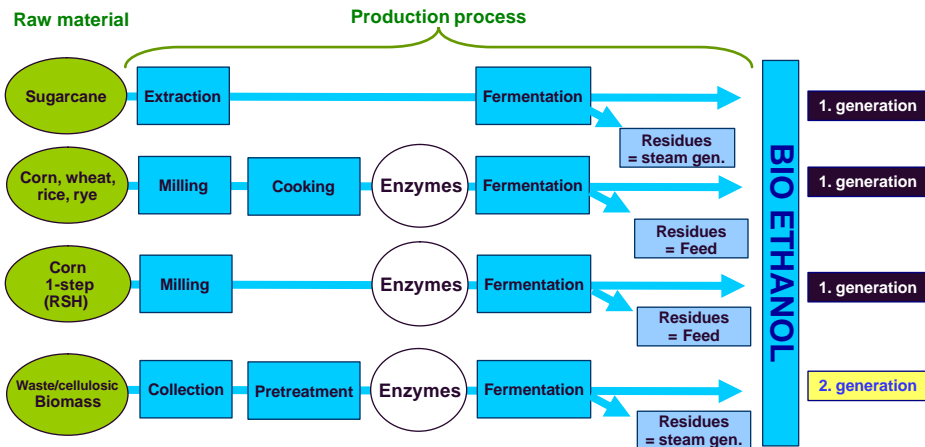 Raw material
Production process
Sugarcane
Extraction
Fermentation
Residues
= steam gen.
1. generation
Corn, wheat,
rice, rye
Milling
Cooking
Enzymes
Fermentation
Residues
= Feed
1. generation
Corn
1-step
(RSH)
Milling
Enzymes
Fermentation
Residues
= Feed
1. generation
Waste/cellulosic
Biomass
Collection
Pretreatment
Enzymes
Fermentation
Residues
= steam gen.
2. generation
BIO ETHANOL